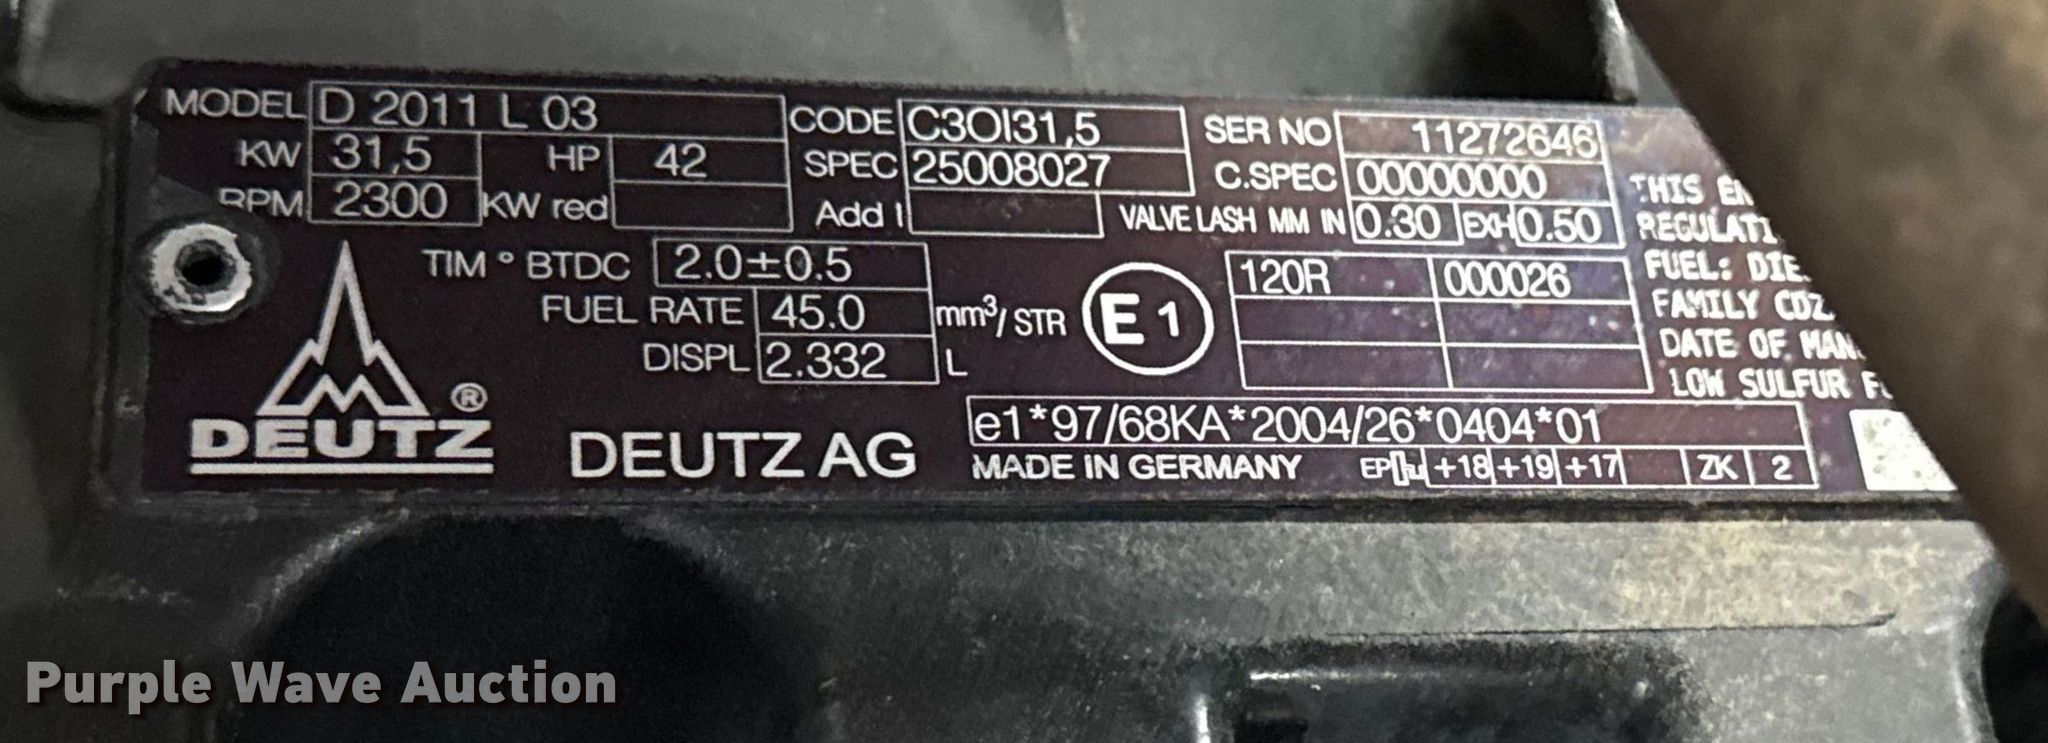 MODEL D 2011 L 03 CODE C3OI31,5 SER NO 11272646
KW 31,5 HP 42 SPEC 25008027 C.SPEC 00000000
RPM 2300 KW red Add I VALVE LASH MM IN 0.30 EXH 0.50
TIM ° BTDC 2.0±0.5
FUEL RATE 45.0 mm³/ STR
DISPL 2.332 L
E 1
120R 000026
THIS
REGULATI
FUEL:
FAMILY
DATE OF
LOW SULFUR
DEUTZ ®
DEUTZ AG
e1*97/68KA*2004/26*0404*01
MADE IN GERMANY +18 +19 +17 ZK 2
Purple Wave Auction